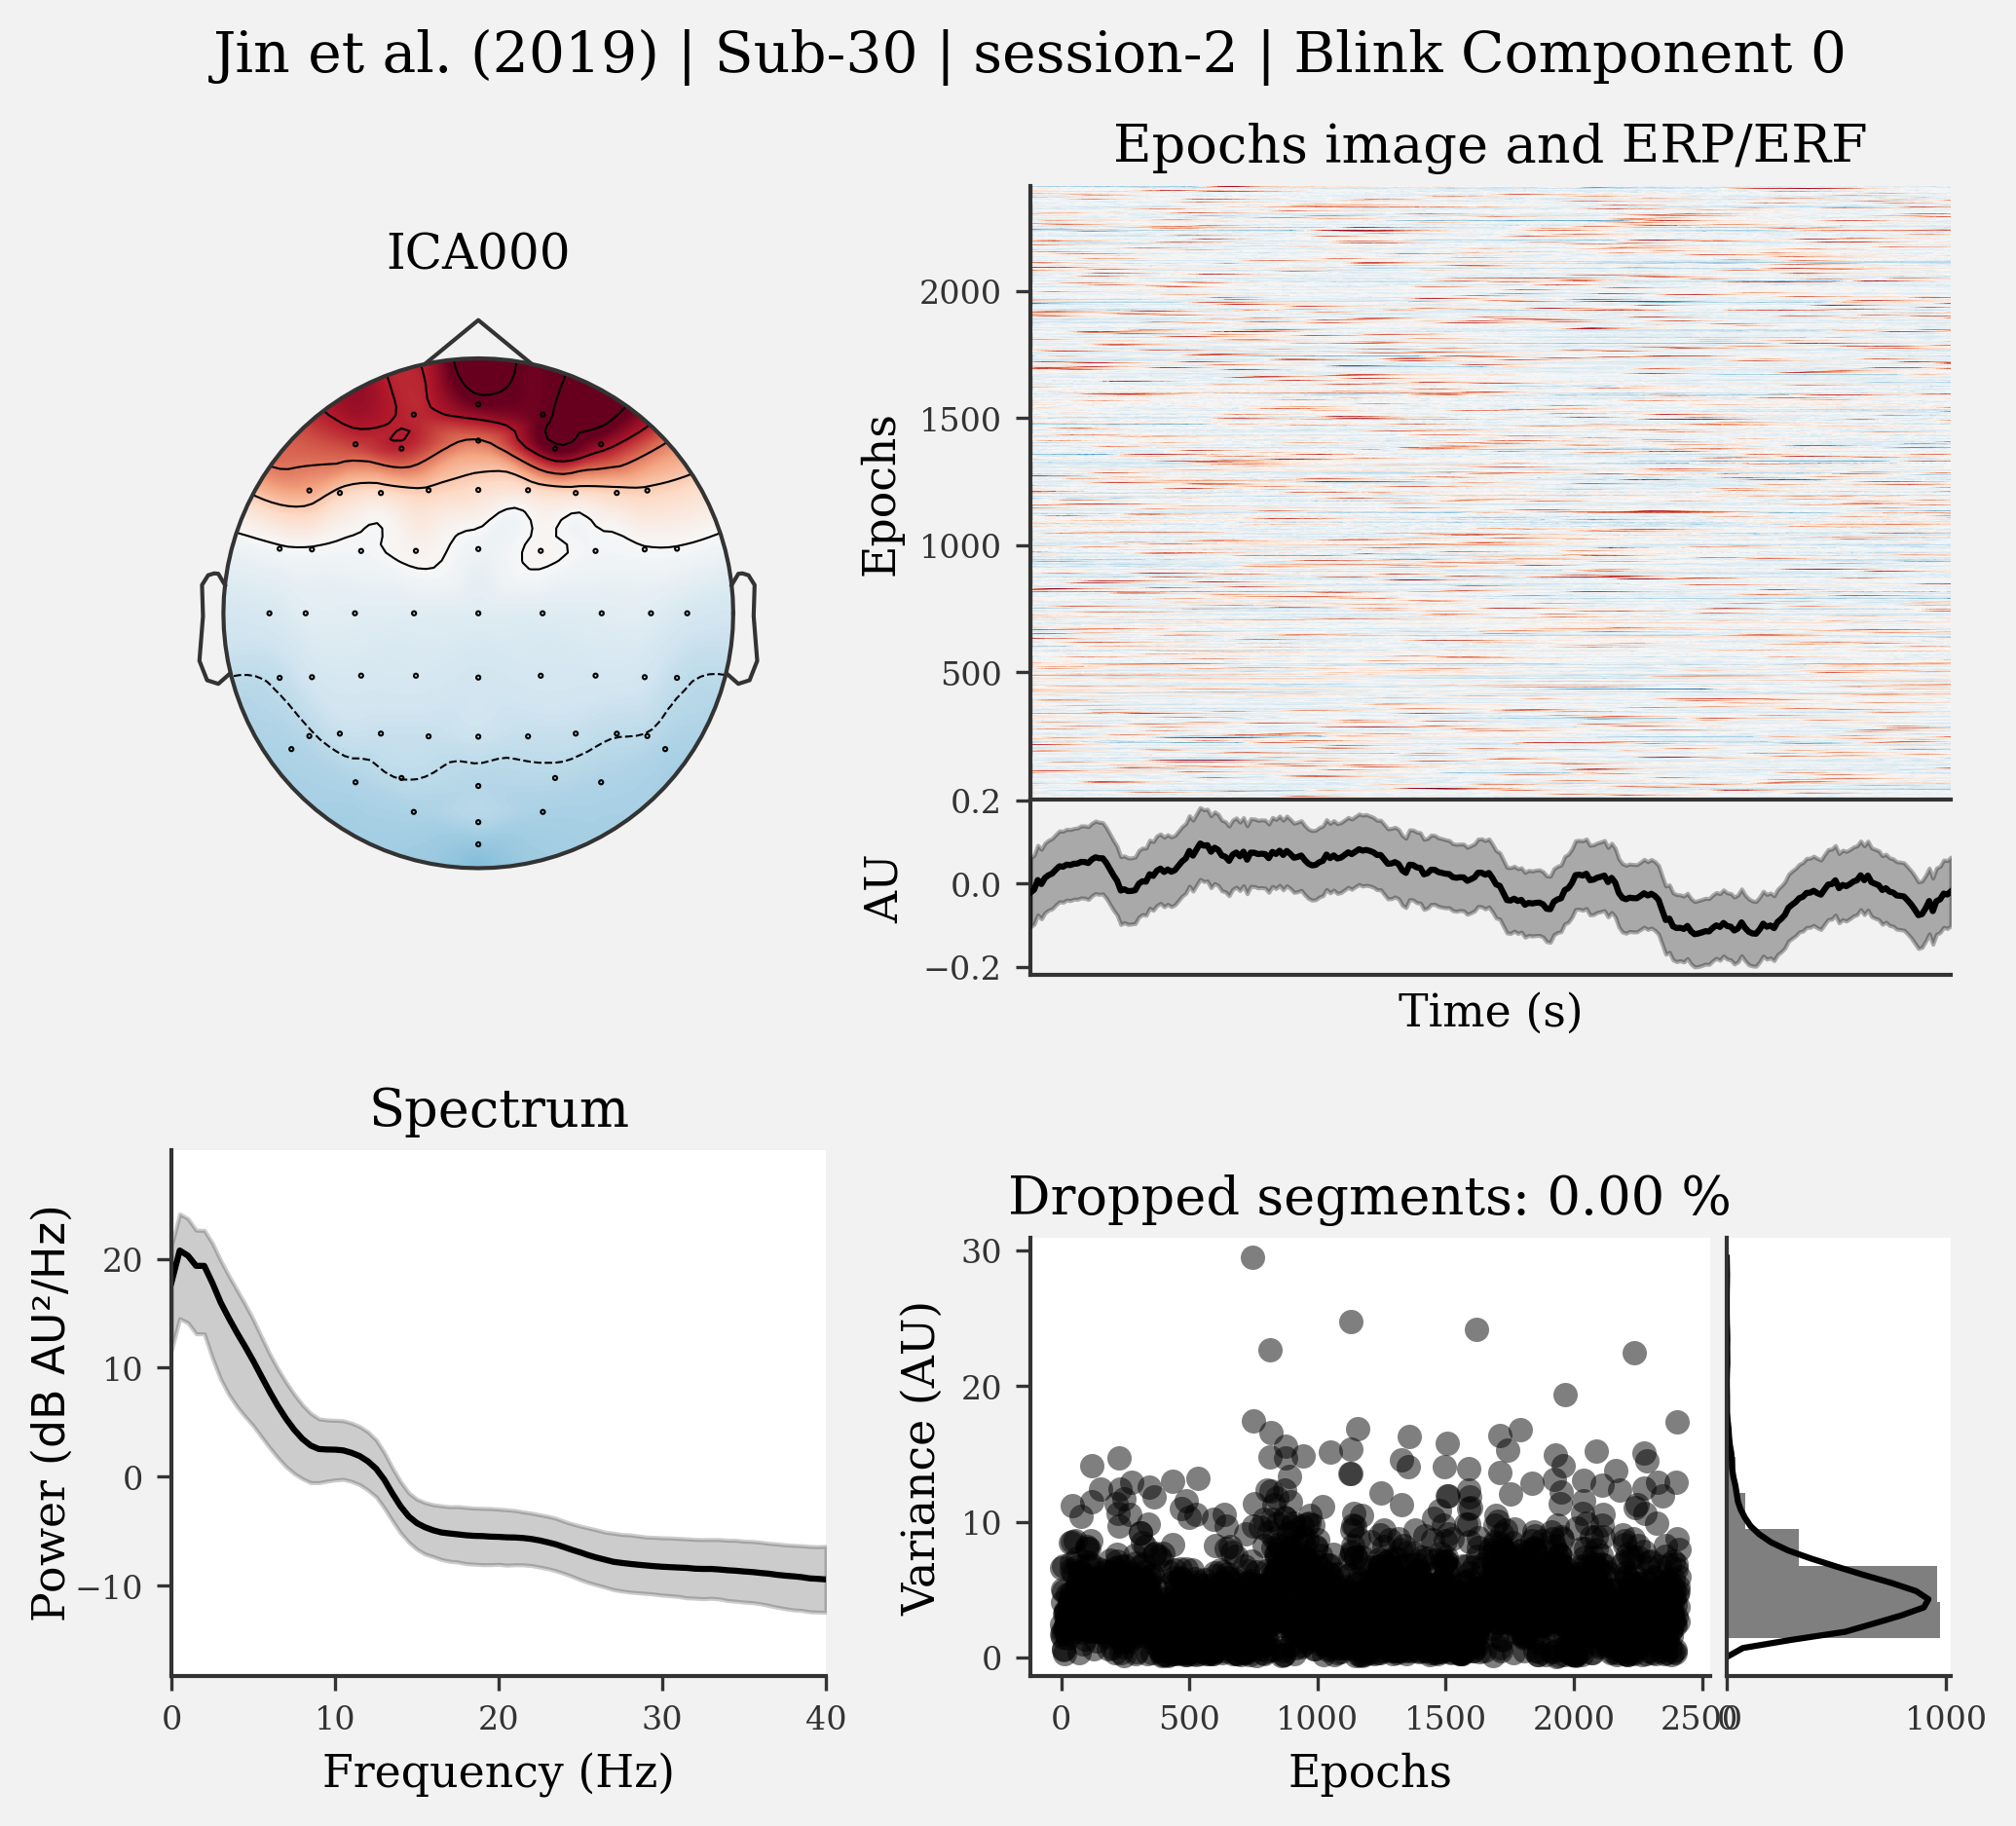 Jin et al. (2019) | Sub-30 | session-2 | Blink Component 0
ICA000
Epochs image and ERP/ERF
Epochs
2000
1500
1000
500
AU
0.2
0.0
−0.2
Time (s)
Spectrum
Power (dB AU²/Hz)
20
10
0
−10
0 10 20 30 40
Frequency (Hz)
Dropped segments: 0.00 %
Variance (AU)
30
20
10
0
0 500 1000 1500 2000 2500
0 1000
Epochs